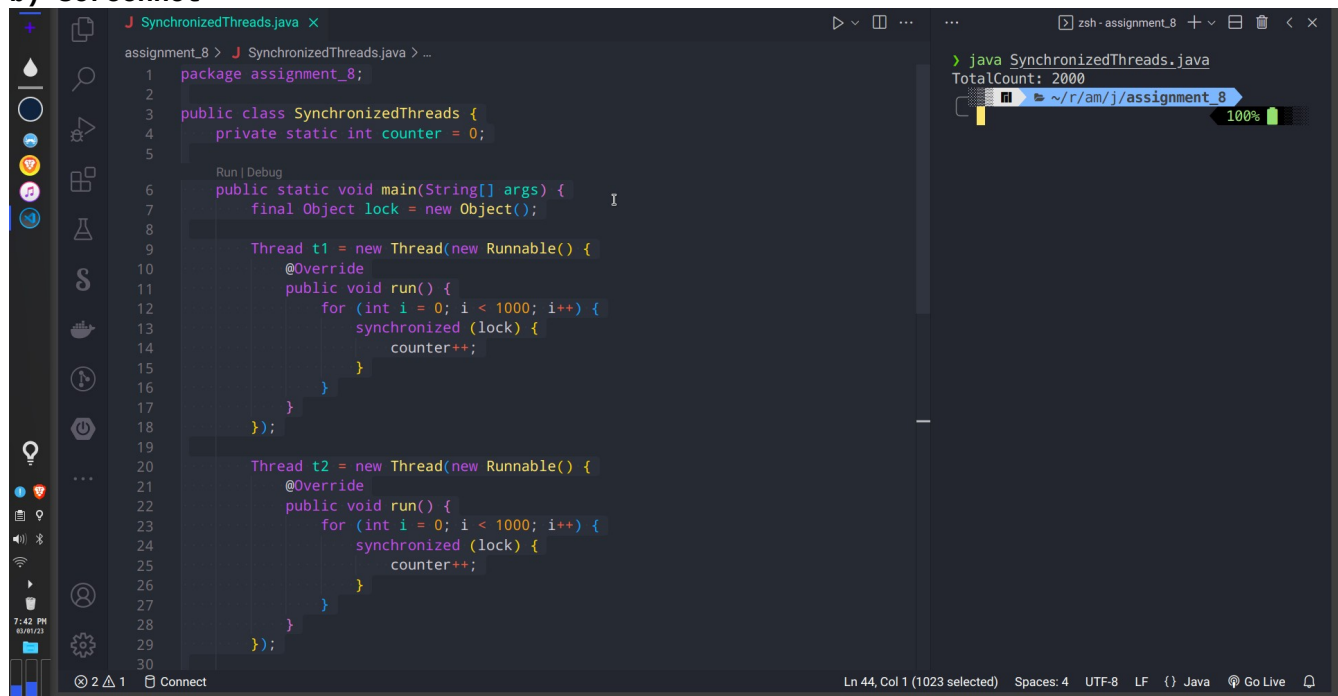 b) Screenshot
SynchronizedThreads.java
assignment_8 > J SynchronizedThreads.java > ...
1 package assignment_8;
2
3 public class SynchronizedThreads {
4 private static int counter = 0;
5
Run | Debug
6 public static void main(String[] args) {
7 final Object lock = new Object();
8
9 Thread t1 = new Thread(new Runnable() {
10 @Override
11 public void run() {
12 for (int i = 0; i < 1000; i++) {
13 synchronized (lock) {
14 counter++;
15 }
16 }
17 }
18 });
19
20 Thread t2 = new Thread(new Runnable() {
21 @Override
22 public void run() {
23 for (int i = 0; i < 1000; i++) {
24 synchronized (lock) {
25 counter++;
26 }
27 }
28 }
29 });
30
zsh - assignment_8
❯ java SynchronizedThreads.java
TotalCount: 2000
~/r/am/j/assignment_8
100%
7:42 PM
03/01/23
2 1 Connect
Ln 44, Col 1 (1023 selected) Spaces: 4 UTF-8 LF {} Java Go Live